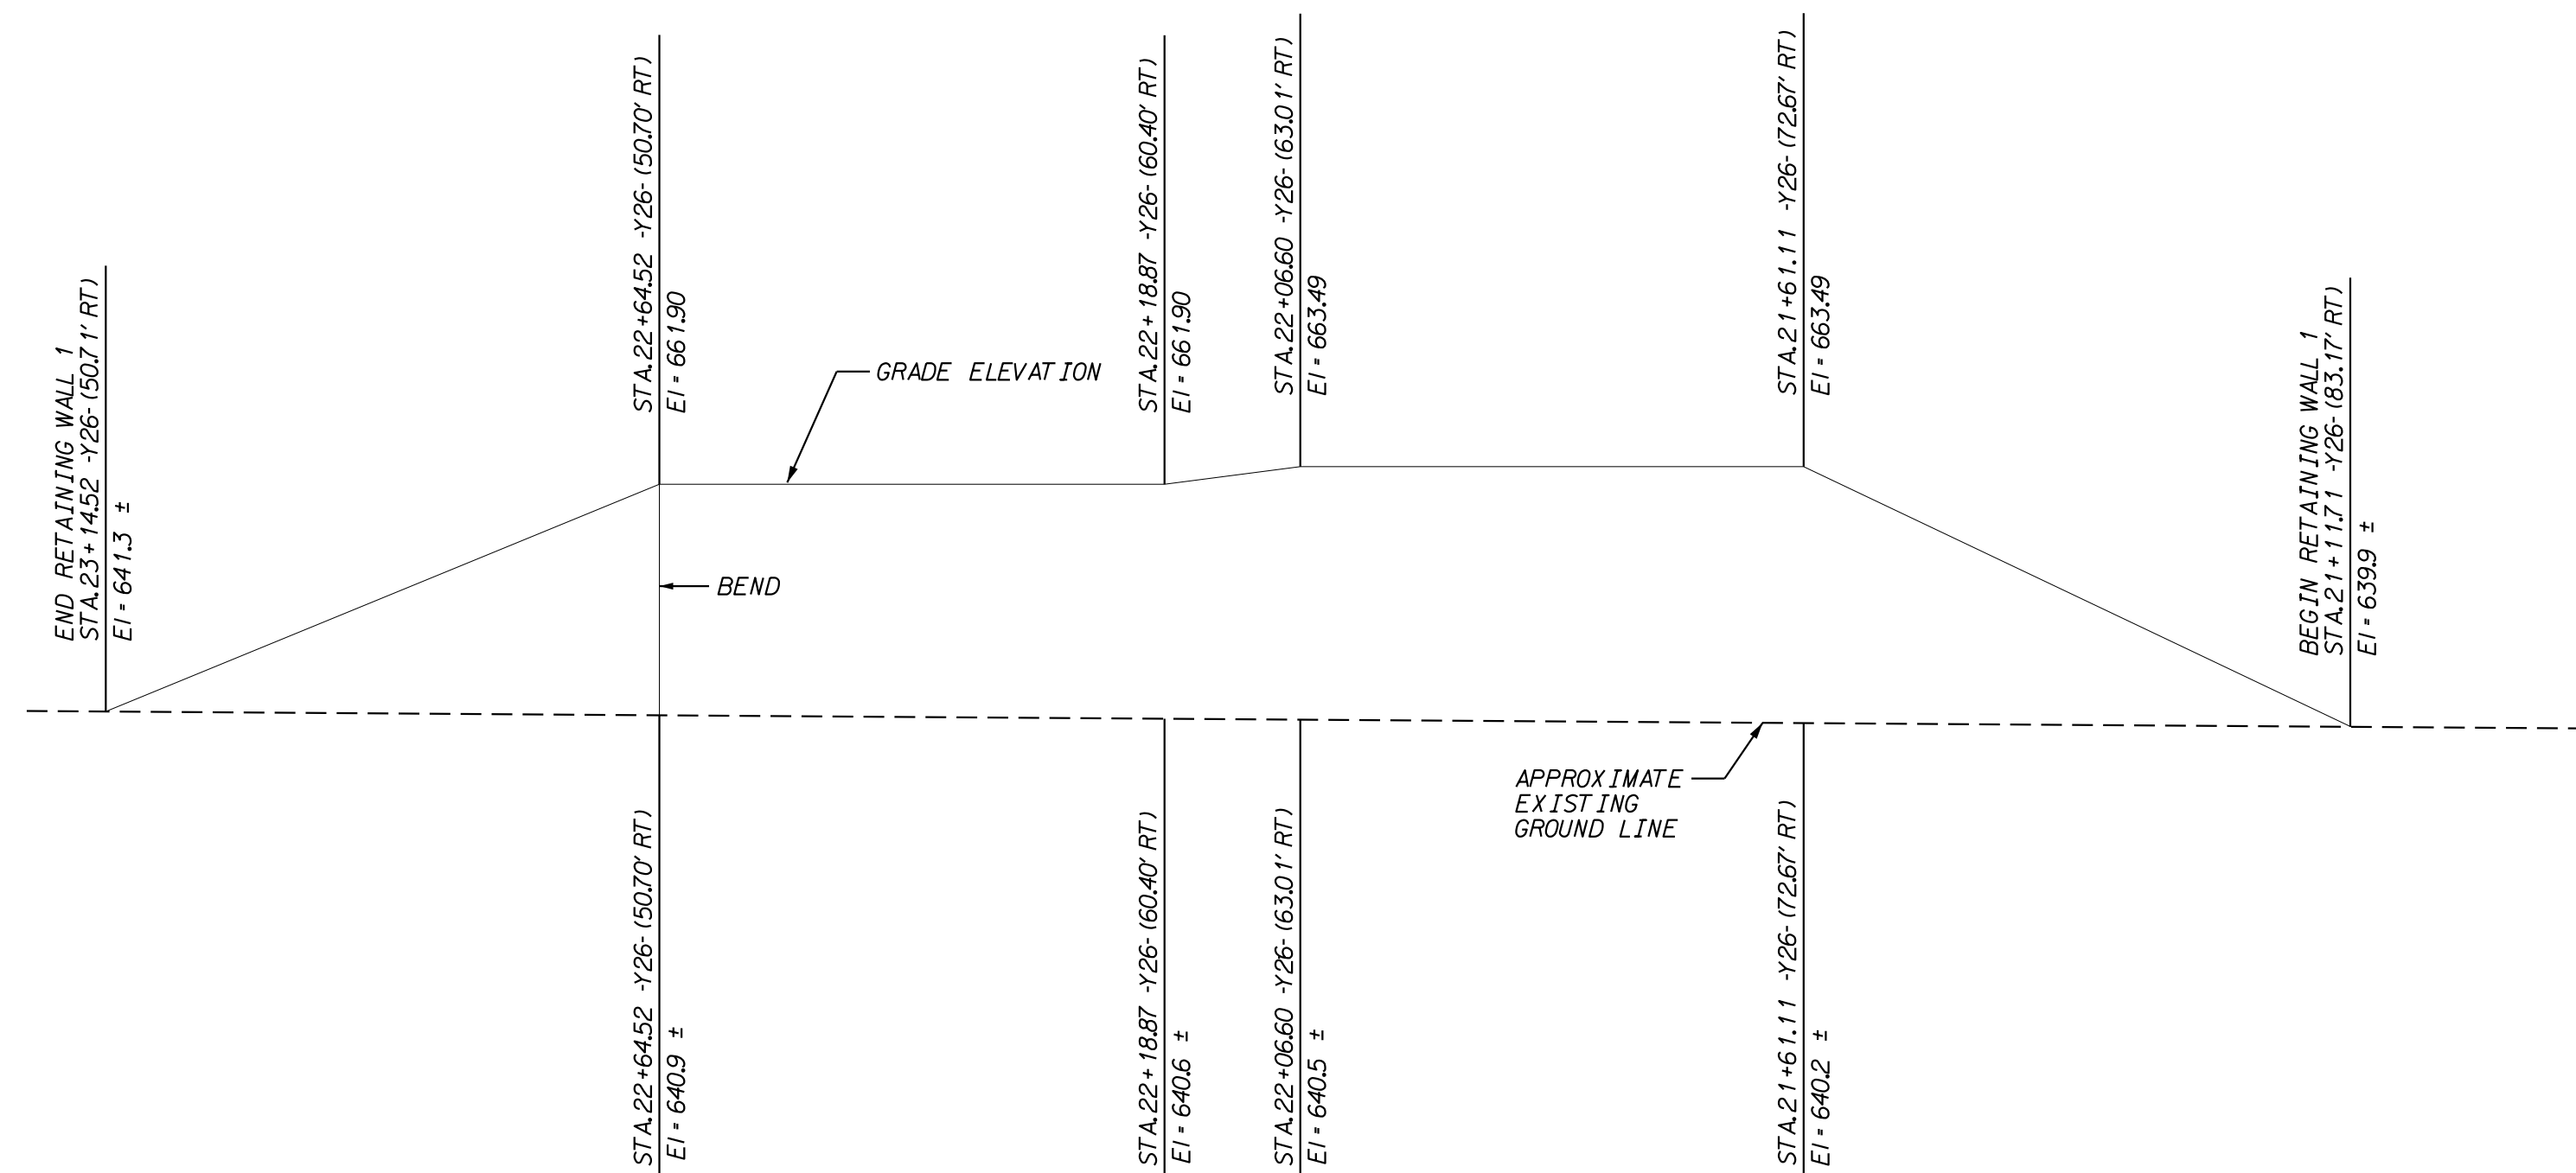 END RETAINING WALL 1
STA.23+14.52 -Y26- (50.71' RT)
El = 641.3 ±
STA.22+64.52 -Y26- (50.70' RT)
El = 661.90
STA.22+18.87 -Y26- (60.40' RT)
El = 661.90
STA.22+06.60 -Y26- (63.01' RT)
El = 663.49
STA.21+61.11 -Y26- (72.67' RT)
El = 663.49
BEGIN RETAINING WALL 1
STA.21+11.71 -Y26- (83.17' RT)
El = 639.9 ±
GRADE ELEVATION
BEND
APPROXIMATE
EXISTING
GROUND LINE
STA.22+64.52 -Y26- (50.70' RT)
El = 640.9 ±
STA.22+18.87 -Y26- (60.40' RT)
El = 640.6 ±
STA.22+06.60 -Y26- (63.01' RT)
El = 640.5 ±
STA.21+61.11 -Y26- (72.67' RT)
El = 640.2 ±